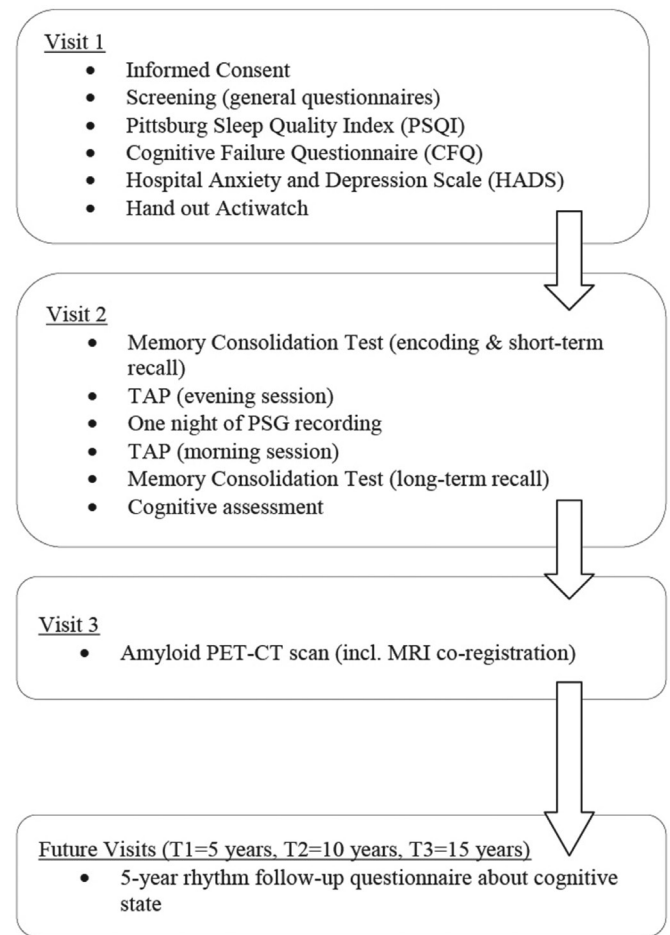 Visit 1
• Informed Consent
• Screening (general questionnaires)
• Pittsburg Sleep Quality Index (PSQI)
• Cognitive Failure Questionnaire (CFQ)
• Hospital Anxiety and Depression Scale (HADS)
• Hand out Actiwatch
Visit 2
• Memory Consolidation Test (encoding & short-term
recall)
• TAP (evening session)
• One night of PSG recording
• TAP (morning session)
• Memory Consolidation Test (long-term recall)
• Cognitive assessment
Visit 3
• Amyloid PET-CT scan (incl. MRI co-registration)
Future Visits (T1=5 years, T2=10 years, T3=15 years)
• 5-year rhythm follow-up questionnaire about cognitive
state